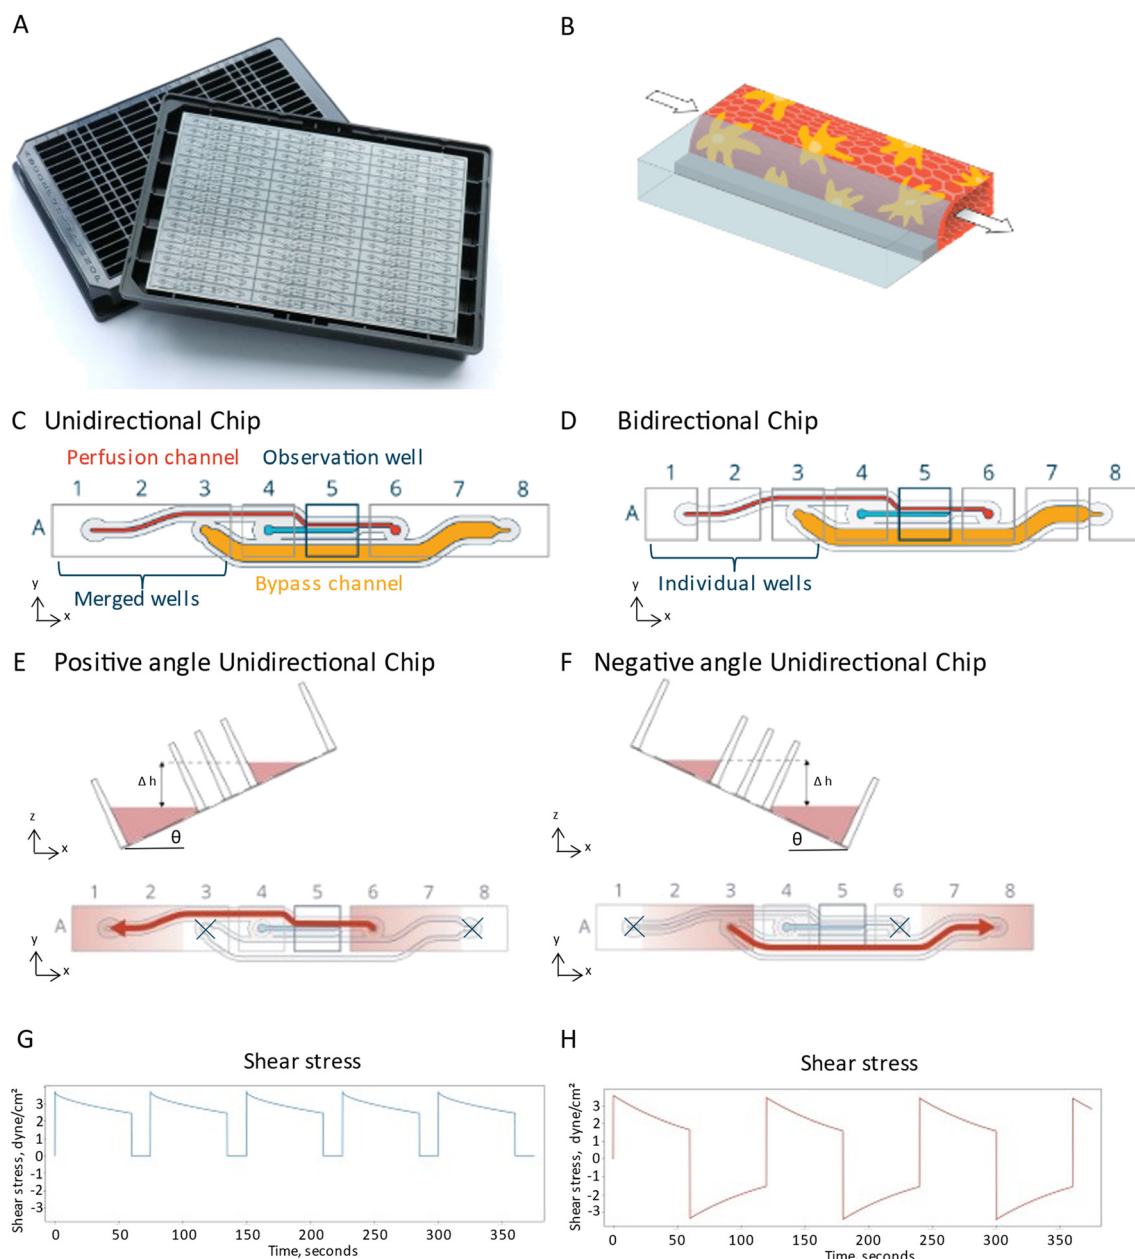 A
B
C Unidirectional Chip
D Bidirectional Chip
Perfusion channel Observation well
1 2 3 4 5 6 7 8
A
Merged wells
Bypass channel
y
x
1 2 3 4 5 6 7 8
A
Individual wells
y
x
E Positive angle Unidirectional Chip
F Negative angle Unidirectional Chip
Δ h
θ
z
x
Δ h
θ
z
x
1 2 3 4 5 6 7 8
A
y
x
1 2 3 4 5 6 7 8
A
y
x
G
Shear stress
Shear stress, dyne/cm²
3
2
1
0
-1
-2
-3
0 50 100 150 200 250 300 350
Time, seconds
H
Shear stress
Shear stress, dyne/cm²
3
2
1
0
-1
-2
-3
0 50 100 150 200 250 300 350
Time, seconds